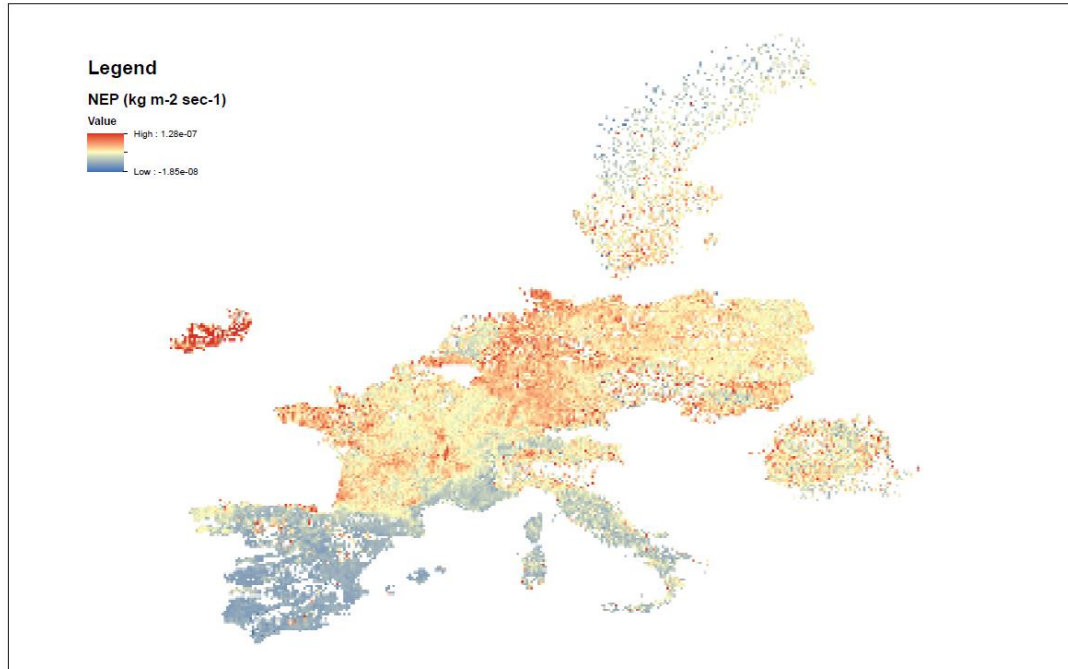 Legend
NEP (kg m-2 sec-1)
Value
High : 1.28e-07
Low : -1.85e-08